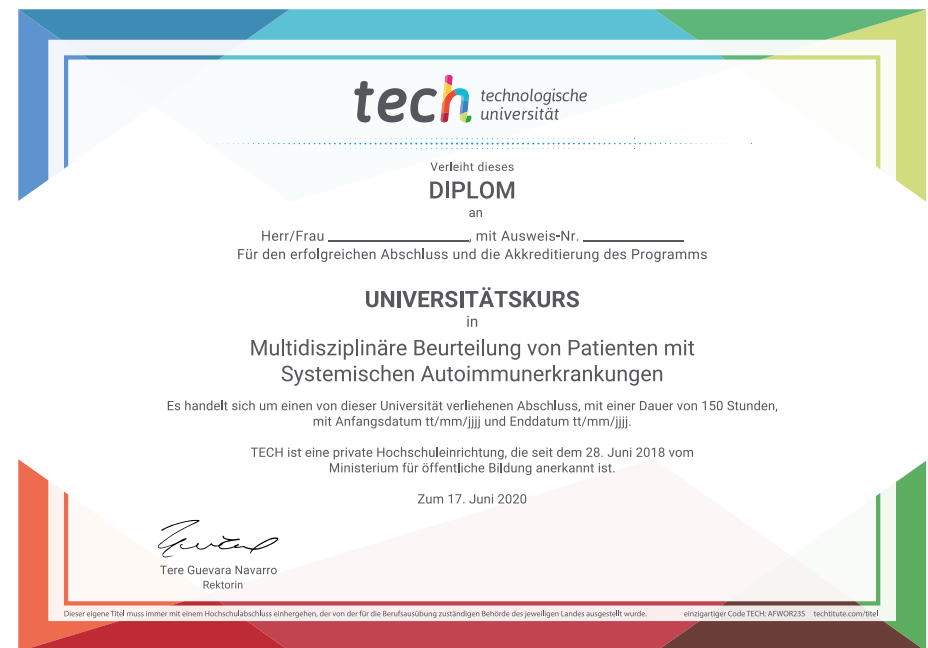 tech technologische
universität
Verleiht dieses
DIPLOM
an
Herr/Frau ____________________, mit Ausweis-Nr. ______________
Für den erfolgreichen Abschluss und die Akkreditierung des Programms
UNIVERSITÄTSKURS
in
Multidisziplinäre Beurteilung von Patienten mit
Systemischen Autoimmunerkrankungen
Es handelt sich um einen von dieser Universität verliehenen Abschluss, mit einer Dauer von 150 Stunden,
mit Anfangsdatum tt/mm/jjjj und Enddatum tt/mm/jjjj.
TECH ist eine private Hochschuleinrichtung, die seit dem 28. Juni 2018 vom
Ministerium für öffentliche Bildung anerkannt ist.
Zum 17. Juni 2020
Tere Guevara Navarro
Rektorin
Dieser eigene Titel muss immer mit einem Hochschulabschluss einhergehen, der von der für die Berufsausübung zuständigen Behörde des jeweiligen Landes ausgestellt wurde. einzigartiger Code TECH: AFWOR235 techtitute.com/titel